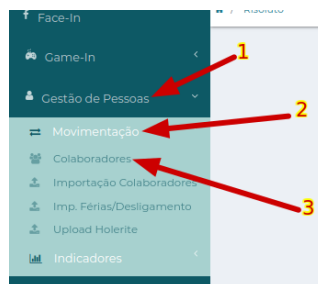 Face-In
/ Absoluto
Game-In
1
Gestão de Pessoas
2
Movimentação
Colaboradores
Importação Colaboradores
Imp. Férias/Desligamento
3
Upload Holerite
Indicadores